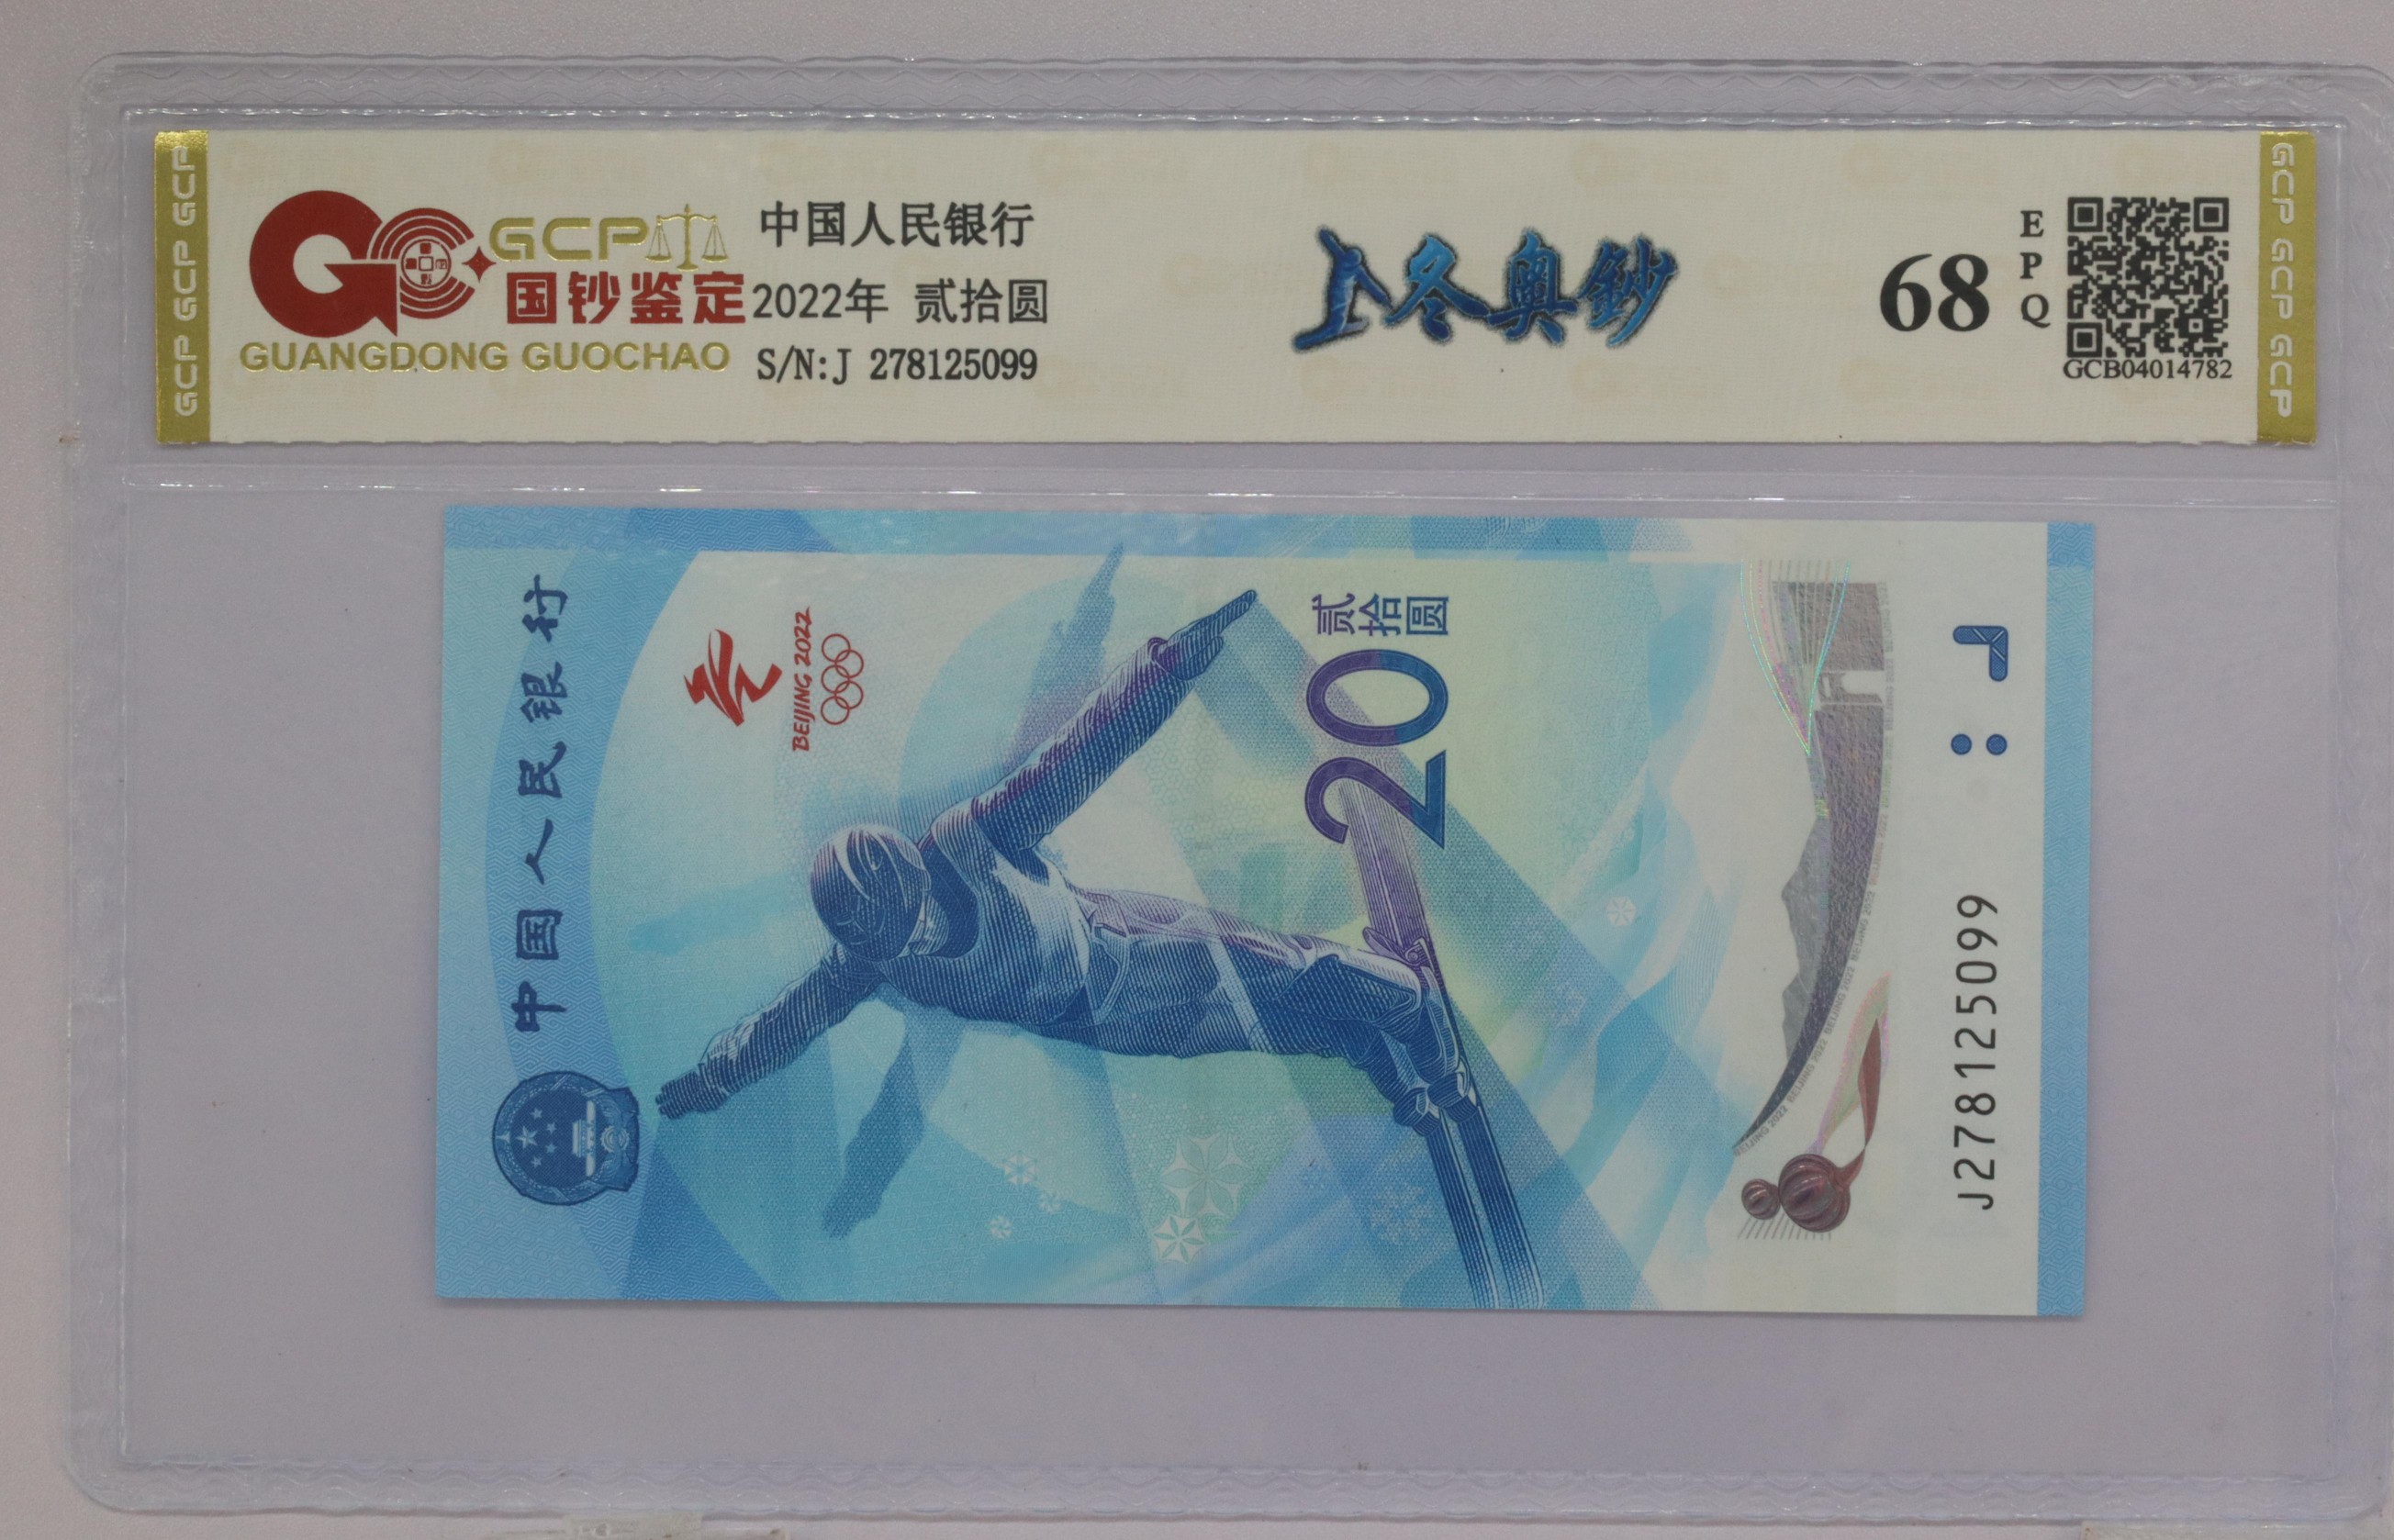 GCP GCP GCP
GCP
国钞鉴定
GUANGDONG GUOCHAO
中国人民银行
2022年 贰拾圆
S/N:J 278125099
冬奥鈔
68
EPQ
GCB04014782
GCP GCP GCP
中国人民银行
BEIJING 2022
贰拾圆
20
J278125099